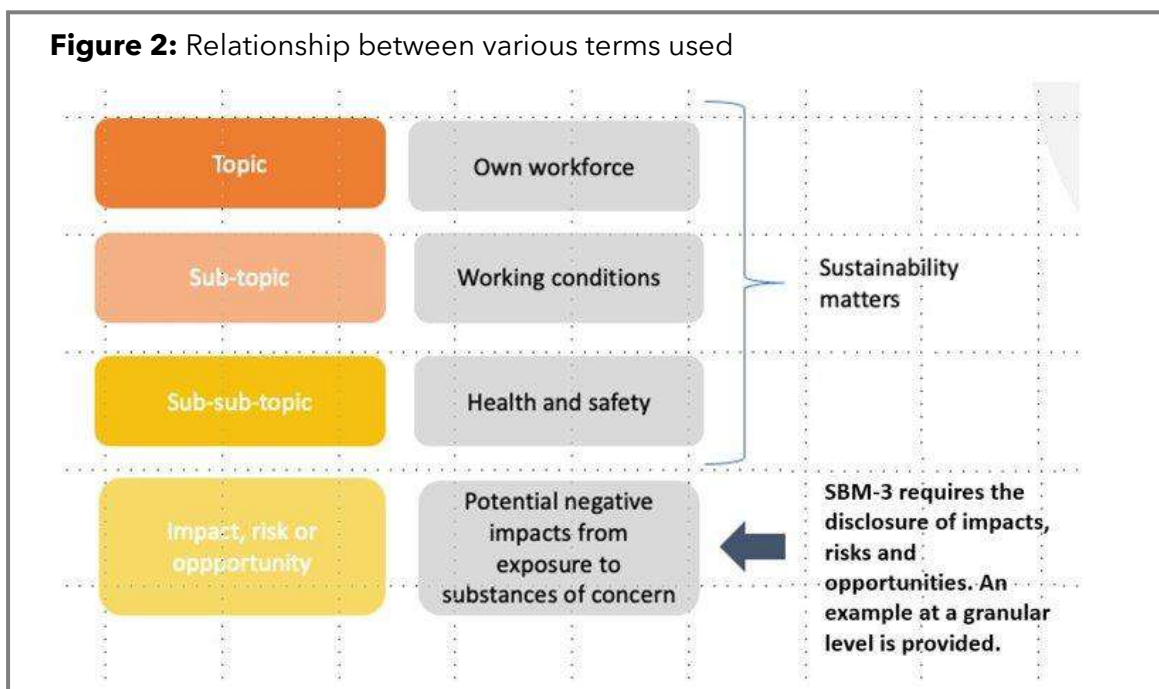 Figure 2: Relationship between various terms used
Topic
Own workforce
Sub-topic
Working conditions
Sustainability
matters
Sub-sub-topic
Health and safety
Impact, risk or
oppportunity
Potential negative
impacts from
exposure to
substances of concern
SBM-3 requires the
disclosure of impacts,
risks and
opportunities. An
example at a granular
level is provided.